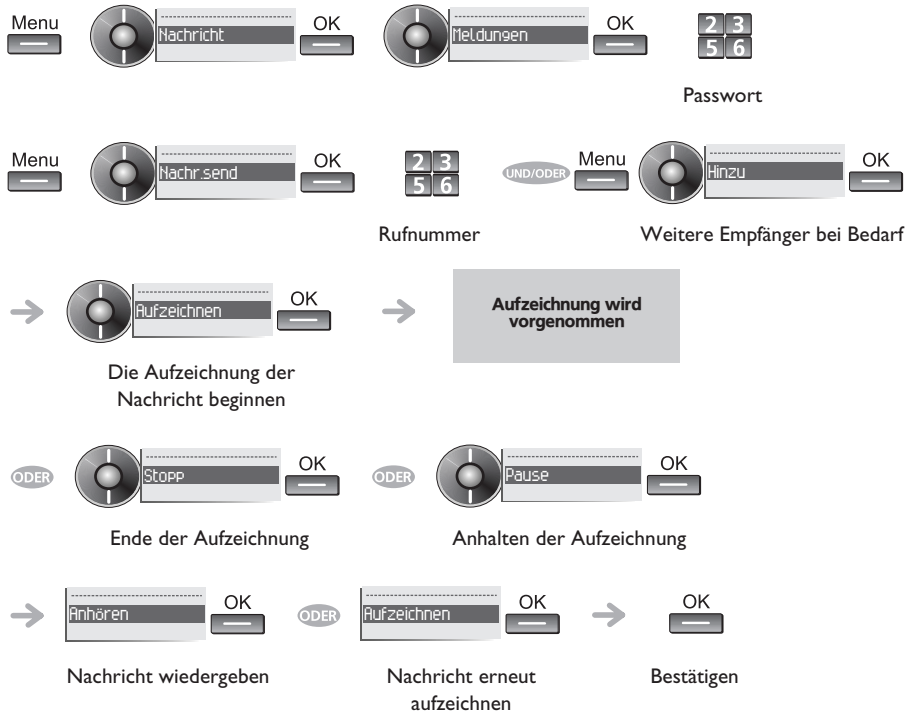 Menu
Nachricht
OK
Meldungen
OK
2 3
5 6
Passwort
Menu
Nachr.send
OK
2 3
5 6
Rufnummer
UND/ODER
Menu
Hinzu
OK
Weitere Empfänger bei Bedarf
Aufzeichnen
OK
Die Aufzeichnung der
Nachricht beginnen
Aufzeichnung wird
vorgenommen
ODER
Stopp
OK
Ende der Aufzeichnung
ODER
Pause
OK
Anhalten der Aufzeichnung
Anhören
OK
Nachricht wiedergeben
ODER
Aufzeichnen
OK
Nachricht erneut
aufzeichnen
OK
Bestätigen